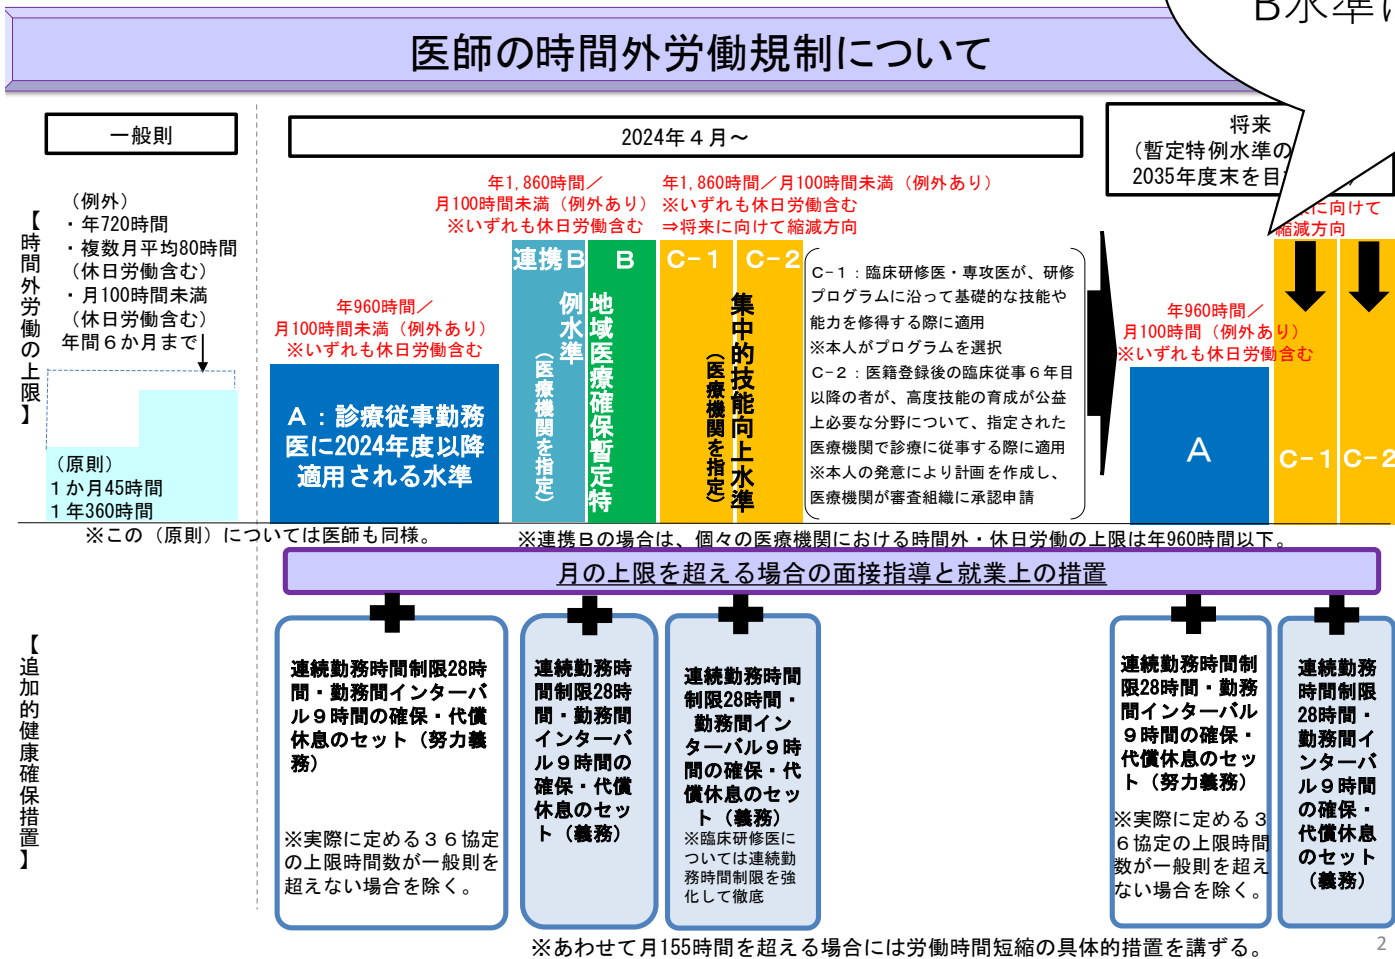 B水準に
医師の時間外労働規制について
一般則
2024年４月～
将来
（暫定特例水準の
2035年度末を目
【時間外労働の上限】
（例外）
・年720時間
・複数月平均80時間
（休日労働含む）
・月100時間未満
（休日労働含む）
年間６か月まで
（原則）
１か月45時間
１年360時間
※この（原則）については医師も同様。
年960時間／
月100時間未満（例外あり）
※いずれも休日労働含む
Ａ：診療従事勤務
医に2024年度以降
適用される水準
年1,860時間／
月100時間未満（例外あり）
※いずれも休日労働含む
連携Ｂ
Ｂ
地域医療確保暫定特
例水準
（医療機関を指定）
年1,860時間／月100時間未満（例外あり）
※いずれも休日労働含む
⇒将来に向けて縮減方向
Ｃ-１
Ｃ-２
集中的技能向上水準
（医療機関を指定）
Ｃ-１：臨床研修医・専攻医が、研修
プログラムに沿って基礎的な技能や
能力を修得する際に適用
※本人がプログラムを選択
Ｃ-２：医籍登録後の臨床従事６年目
以降の者が、高度技能の育成が公益
上必要な分野について、指定された
医療機関で診療に従事する際に適用
※本人の発意により計画を作成し、
医療機関が審査組織に承認申請
年960時間／
月100時間（例外あり）
※いずれも休日労働含む
Ａ
に向けて
縮減方向
Ｃ-１
Ｃ-２
※連携Ｂの場合は、個々の医療機関における時間外・休日労働の上限は年960時間以下。
月の上限を超える場合の面接指導と就業上の措置
【追加的健康確保措置】
連続勤務時間制限28時
間・勤務間インターバ
ル９時間の確保・代償
休息のセット（努力義
務）
※実際に定める３６協定
の上限時間数が一般則を
超えない場合を除く。
連続勤務時
間制限28時
間・勤務間
インターバ
ル９時間の
確保・代償
休息のセッ
ト（義務）
連続勤務時間
制限28時間・
勤務間イン
ターバル９時
間の確保・代
償休息のセッ
ト（義務）
※臨床研修医に
ついては連続勤
務時間制限を強
化して徹底
連続勤務時間制
限28時間・勤務
間インターバル
９時間の確保・
代償休息のセッ
ト（努力義務）
※実際に定める３
６協定の上限時間
数が一般則を超え
ない場合を除く。
連続勤務
時間制限
28時間・
勤務間イ
ンターバ
ル９時間
の確保・
代償休息
のセット
（義務）
※あわせて月155時間を超える場合には労働時間短縮の具体的措置を講ずる。
2